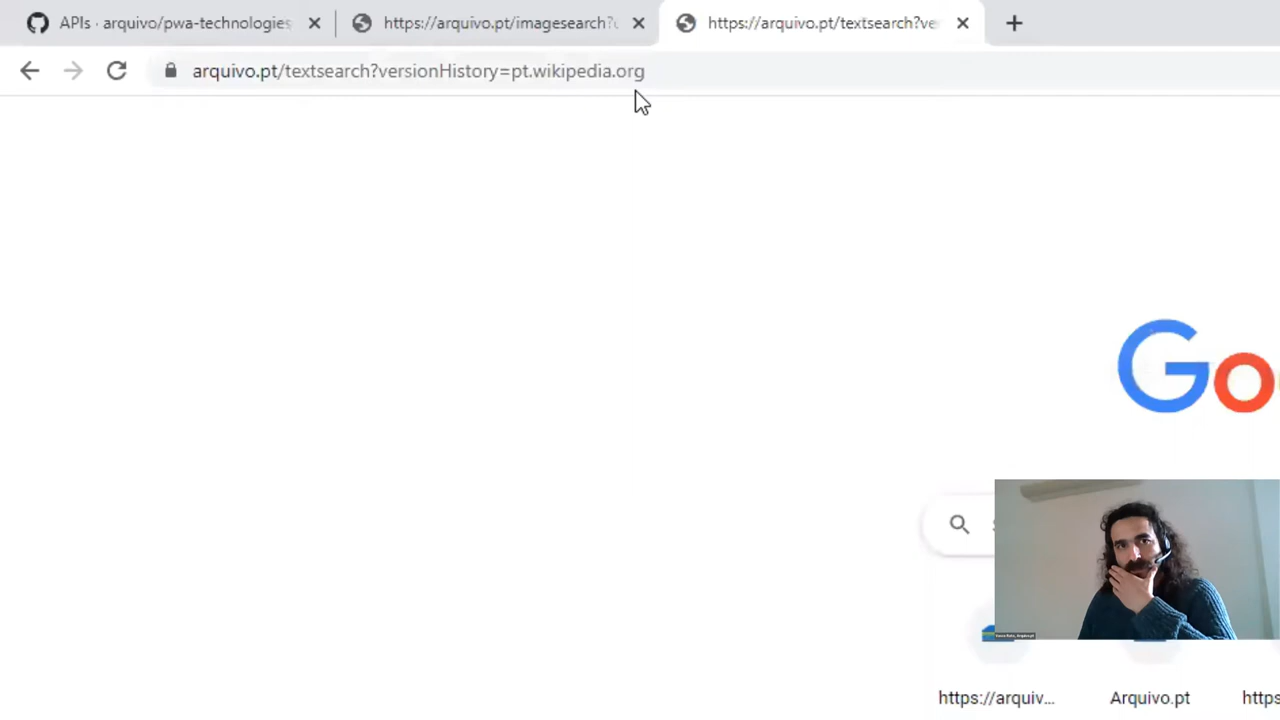 APIs · arquivo/pwa-technologies
https://arquivo.pt/imagesearch?
https://arquivo.pt/textsearch?ve
arquivo.pt/textsearch?versionHistory=pt.wikipedia.org
Go
https://arquiv...
Arquivo.pt
https